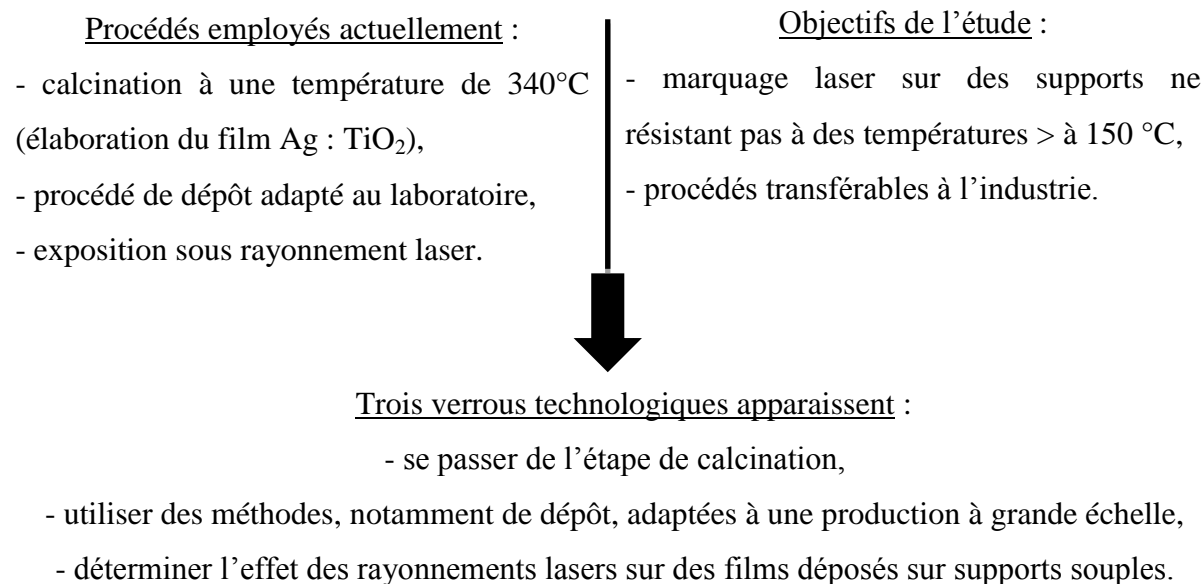 Procédés employés actuellement :
- calcination à une température de 340°C
(élaboration du film Ag : TiO₂),
- procédé de dépôt adapté au laboratoire,
- exposition sous rayonnement laser.
Objectifs de l’étude :
- marquage laser sur des supports ne
résistant pas à des températures > à 150 °C,
- procédés transférables à l’industrie.
Trois verrous technologiques apparaissent :
- se passer de l’étape de calcination,
- utiliser des méthodes, notamment de dépôt, adaptées à une production à grande échelle,
- déterminer l’effet des rayonnements lasers sur des films déposés sur supports souples.